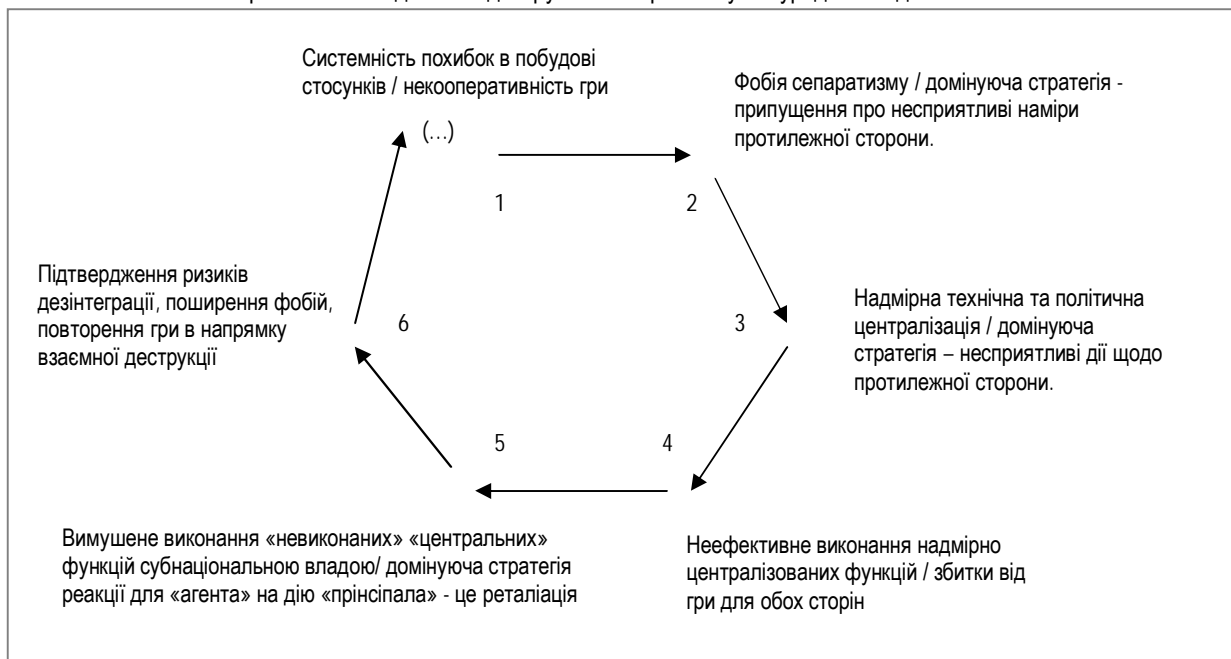 Системність похибок в побудові
стосунків / некооперативність гри
(…)
Фобія сепаратизму / домінуюча стратегія -
припущення про несприятливі наміри
протилежної сторони.
1
2
Підтвердження ризиків
дезінтеграції, поширення фобій,
повторення гри в напрямку
взаємної деструкції
6
3
Надмірна технічна та політична
централізація / домінуюча
стратегія – несприятливі дії щодо
протилежної сторони.
5
4
Вимушене виконання «невиконаних» «центральних»
функцій субнаціональною владою/ домінуюча стратегія
реакції для «агента» на дію «прінсіпала» - це реталіація
Неефективне виконання надмірно
централізованих функцій / збитки від
гри для обох сторін